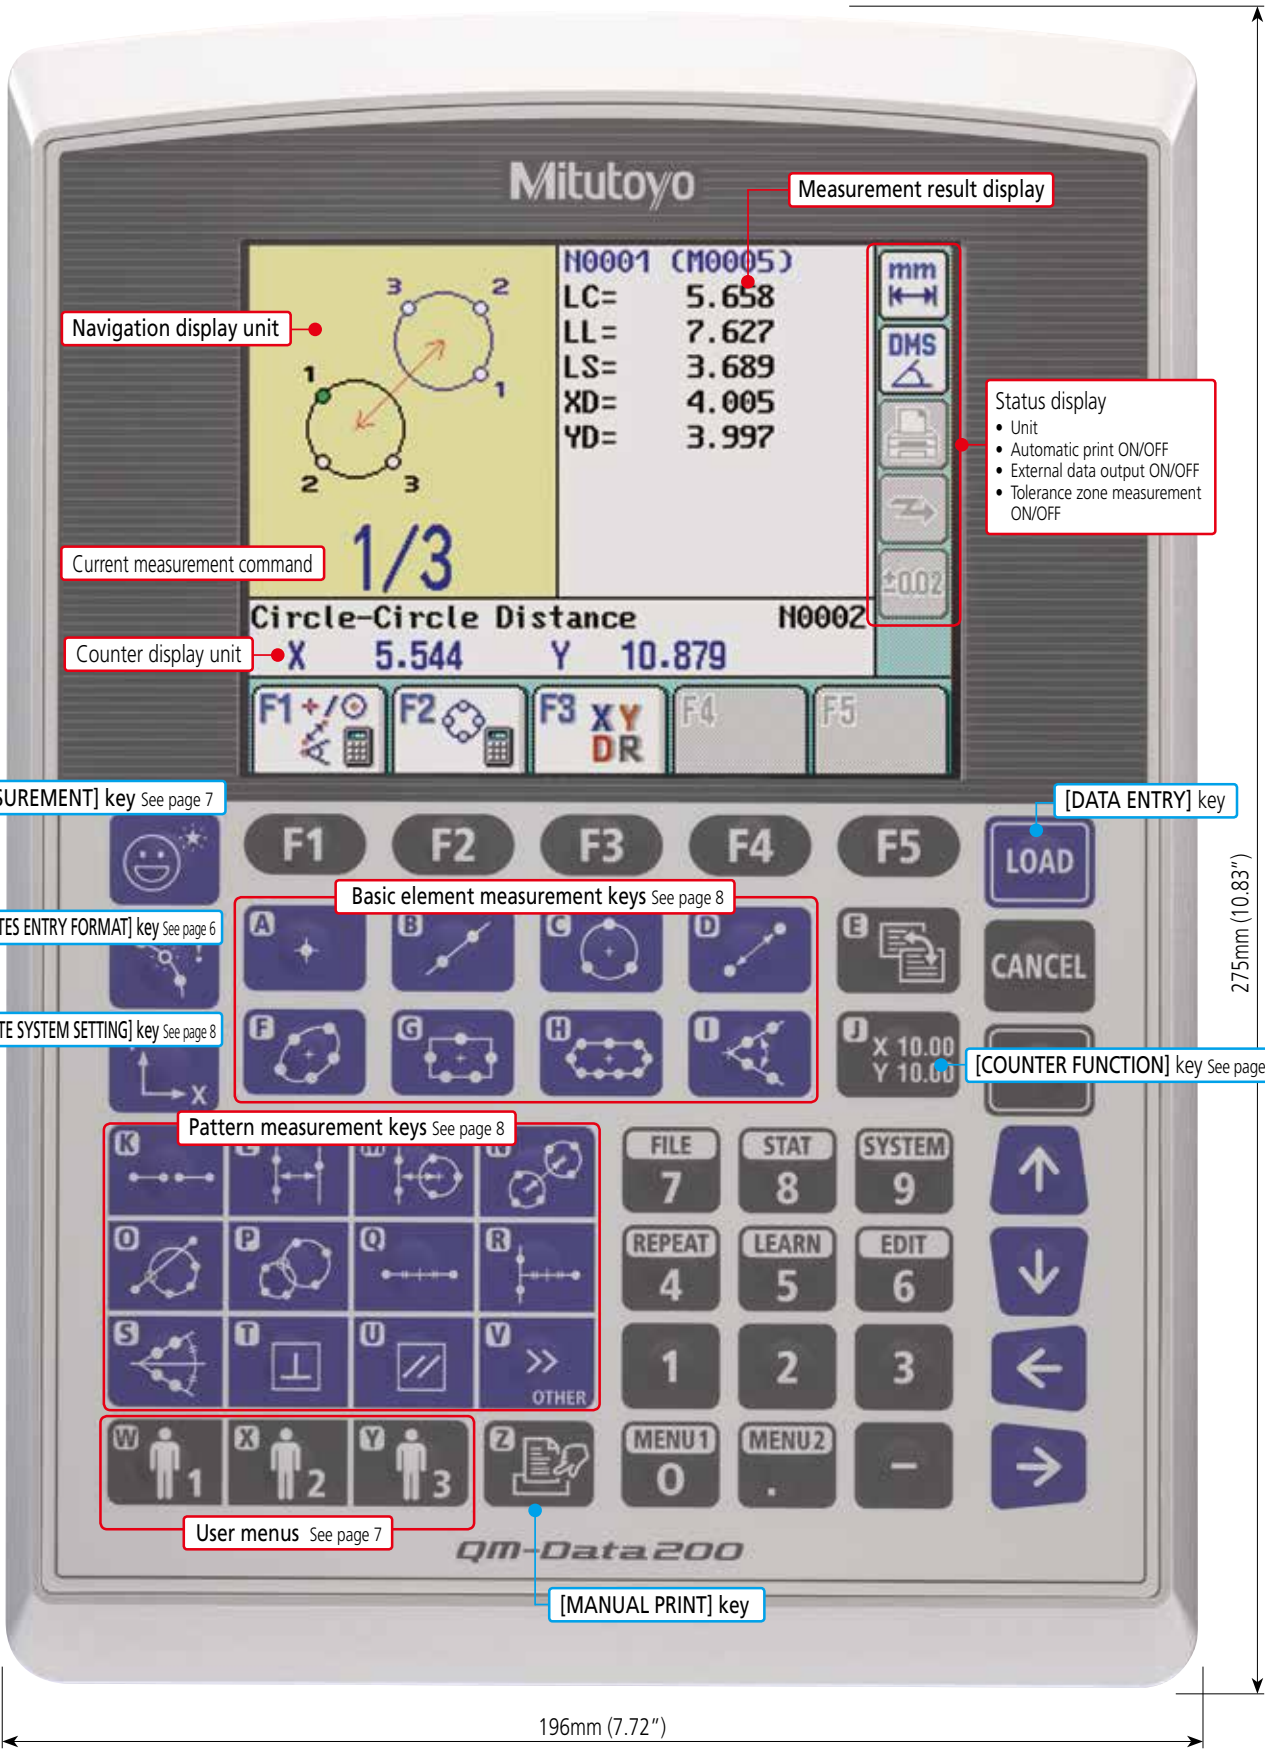 Mitutoyo
Measurement result display
N0001 (M0005)
LC= 5.658
LL= 7.627
LS= 3.689
XD= 4.005
YD= 3.997
mm
DMS
±0.02
3 2
1
1
2 3
1/3
Navigation display unit
Status display
• Unit
• Automatic print ON/OFF
• External data output ON/OFF
• Tolerance zone measurement
ON/OFF
Current measurement command
Circle-Circle Distance N0002
Counter display unit
X 5.544 Y 10.879
F1 F2 F3 X Y F4 F5
D R
SUREMENT] key See page 7
[DATA ENTRY] key
F1 F2 F3 F4 F5 LOAD
275mm (10.83")
Basic element measurement keys See page 8
A B C D E CANCEL
TES ENTRY FORMAT] key See page 6
TE SYSTEM SETTING] key See page 8
X
F G H I J X 10.00
Y 10.00
[COUNTER FUNCTION] key See page
Pattern measurement keys See page 8
K
FILE STAT SYSTEM
7 8 9
O P Q R
REPEAT LEARN EDIT
4 5 6
S T U V
OTHER
1 2 3
W 1 X 2 Y 3 Z
MENU1 MENU2
0 . −
User menus See page 7
QM-Data200
[MANUAL PRINT] key
196mm (7.72")